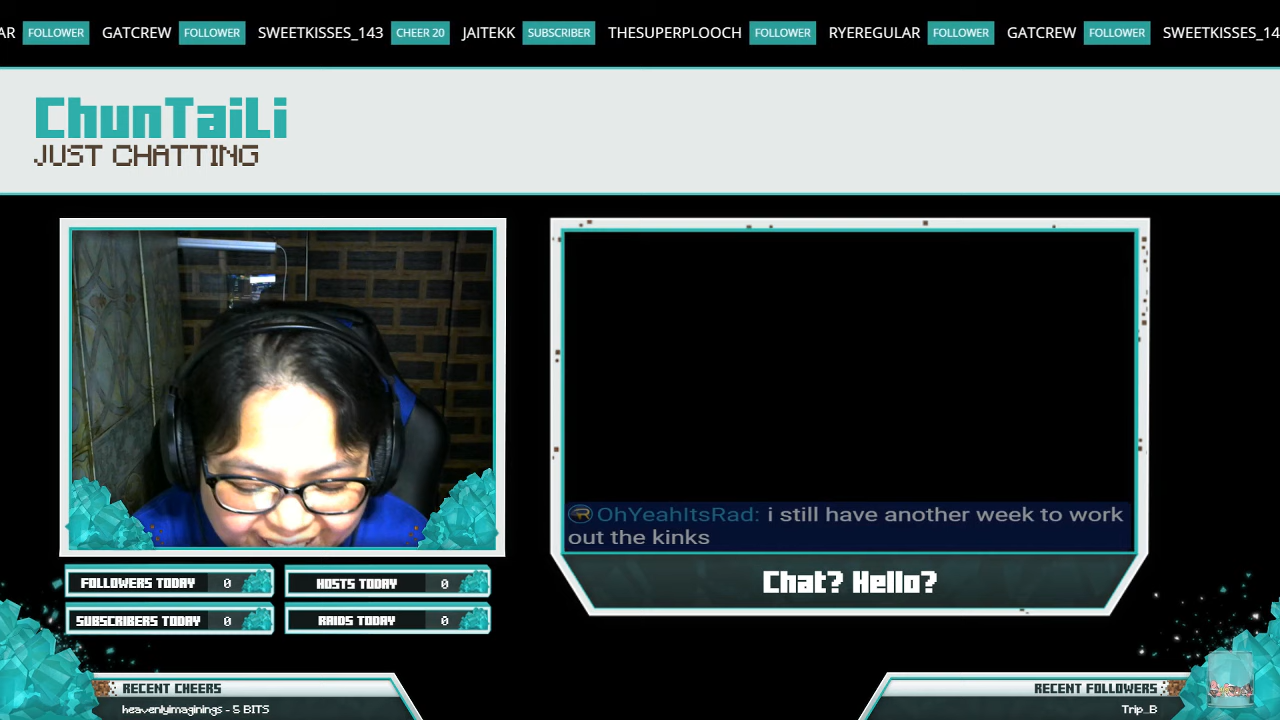 AR FOLLOWER GATCREW FOLLOWER SWEETKISSES_143 CHEER 20 JAITEKK SUBSCRIBER THESUPERPLOOCH FOLLOWER RYEREGULAR FOLLOWER GATCREW FOLLOWER SWEETKISSES_14
ChunTaiLi
JUST CHATTING
OhYeahItsRad: i still have another week to work
out the kinks
Chat? Hello?
FOLLOWERS TODAY 0
HOSTS TODAY 0
SUBSCRIBERS TODAY 0
RAIDS TODAY 0
RECENT CHEERS
heavenlyimaginings - 5 BITS
RECENT FOLLOWERS
Trip_B